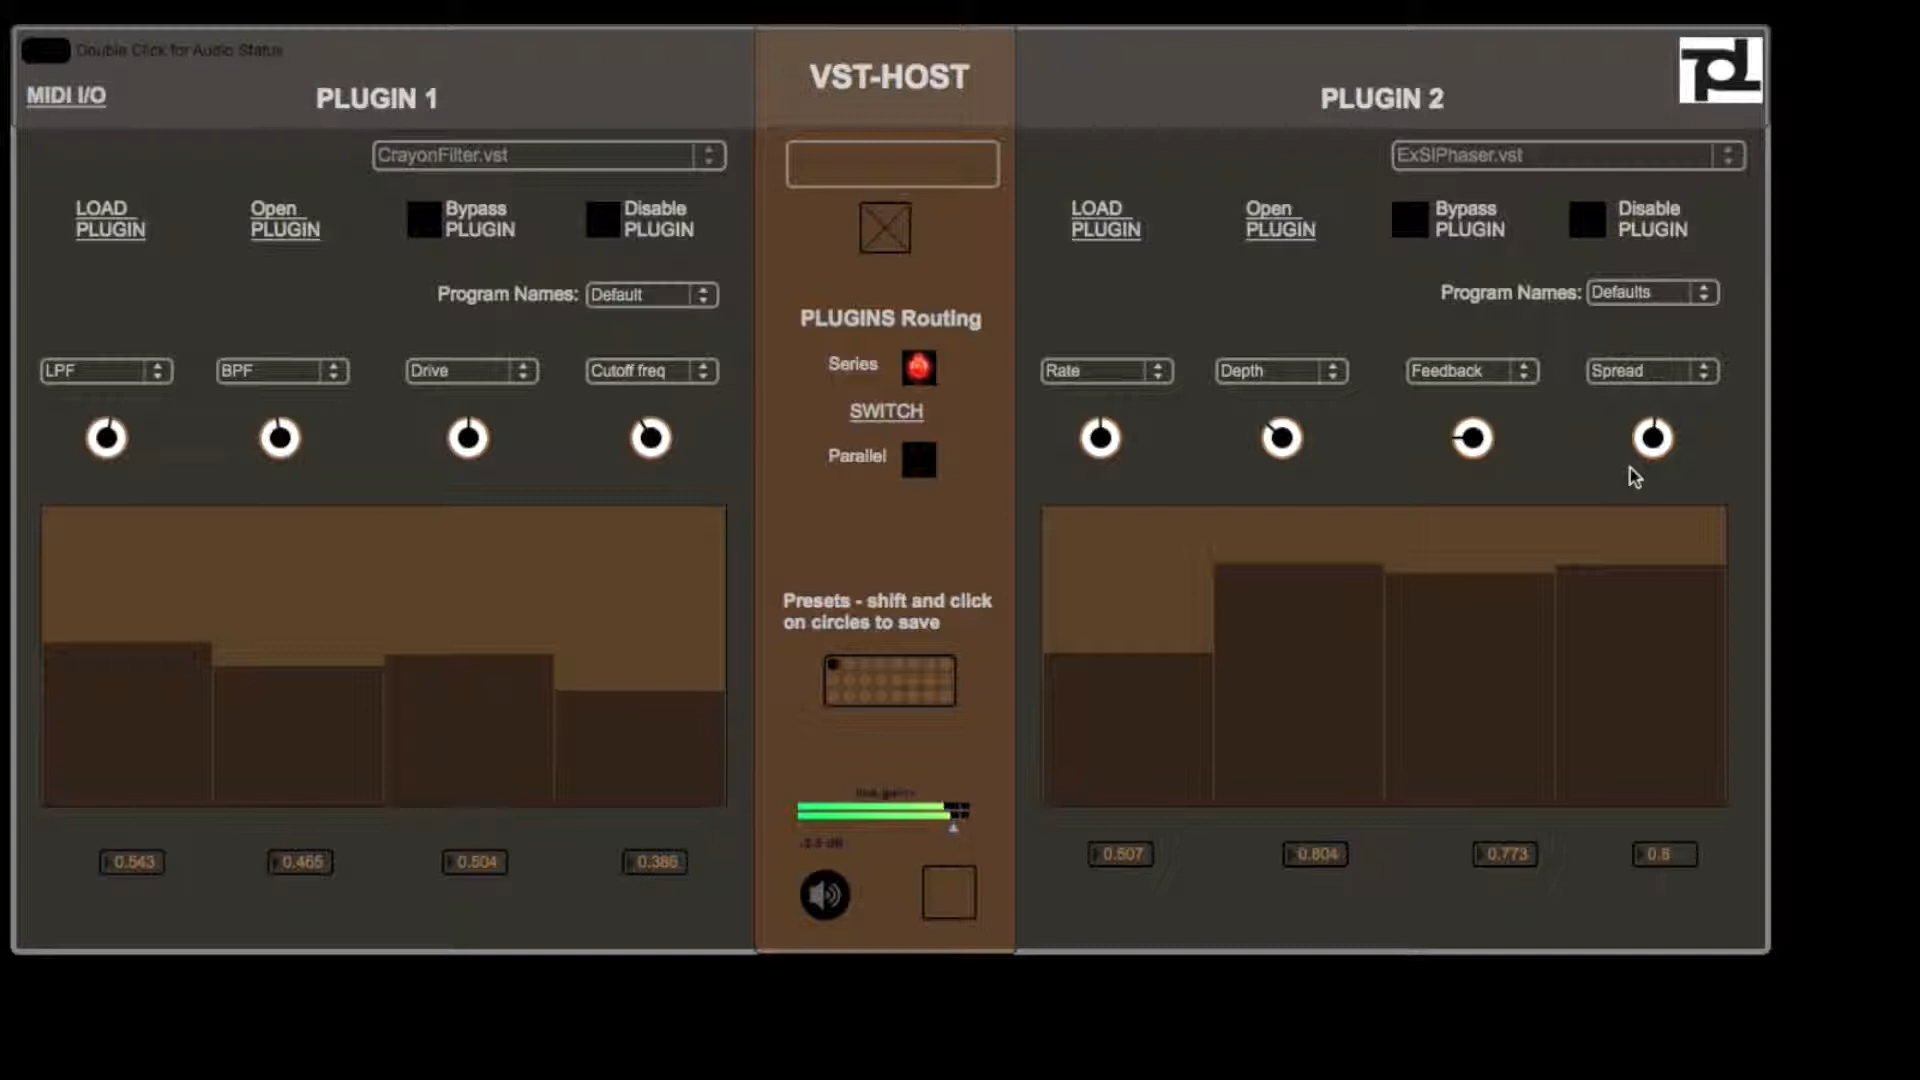 Double Click for Audio Status
MIDI I/O
PLUGIN 1
VST-HOST
PLUGIN 2
CrayonFilter.vst
ExSIPhaser.vst
LOAD
PLUGIN
Open
PLUGIN
Bypass
PLUGIN
Disable
PLUGIN
LOAD
PLUGIN
Open
PLUGIN
Bypass
PLUGIN
Disable
PLUGIN
Program Names: Default
Program Names: Defaults
PLUGINS Routing
Series
SWITCH
Parallel
LPF
BPF
Drive
Cutoff freq
Rate
Depth
Feedback
Spread
Presets - shift and click
on circles to save
0.543
0.465
0.504
0.386
0.507
0.804
0.773
0.8